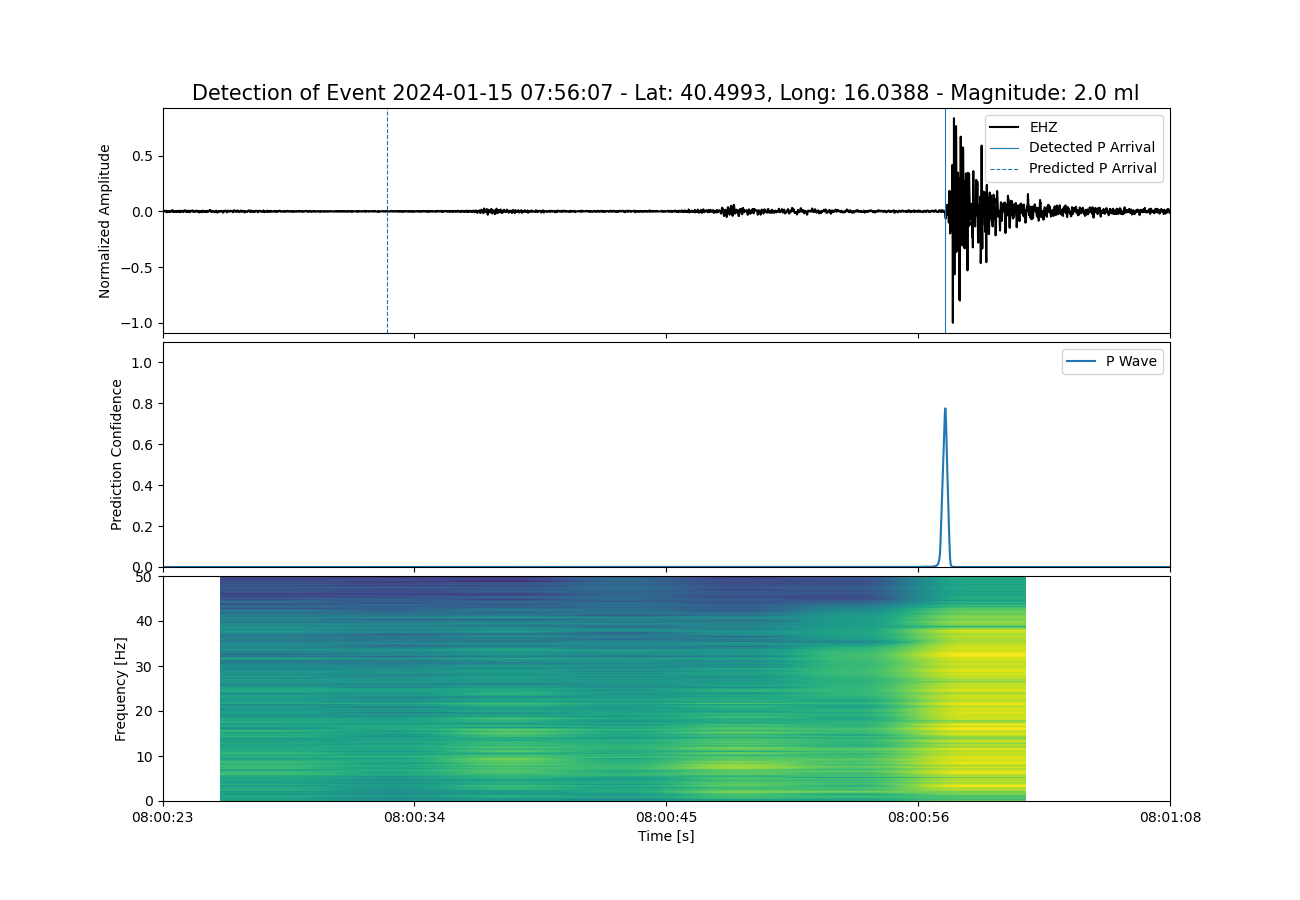 Detection of Event 2024-01-15 07:56:07 - Lat: 40.4993, Long: 16.0388 - Magnitude: 2.0 ml
Normalized Amplitude
0.5
0.0
−0.5
−1.0
EHZ
Detected P Arrival
Predicted P Arrival
Prediction Confidence
1.0
0.8
0.6
0.4
0.2
0.0
P Wave
Frequency [Hz]
50
40
30
20
10
0
08:00:23 08:00:34 08:00:45 08:00:56 08:01:08
Time [s]